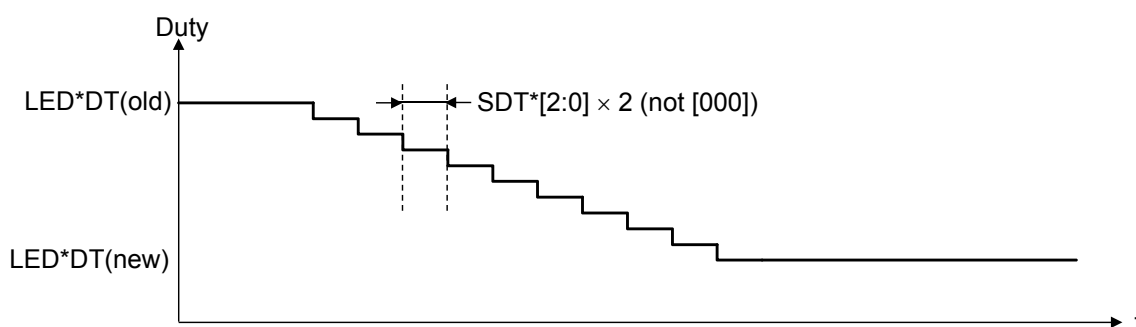 Duty
LED*DT(old)
SDT*[2:0] × 2 (not [000])
LED*DT(new)